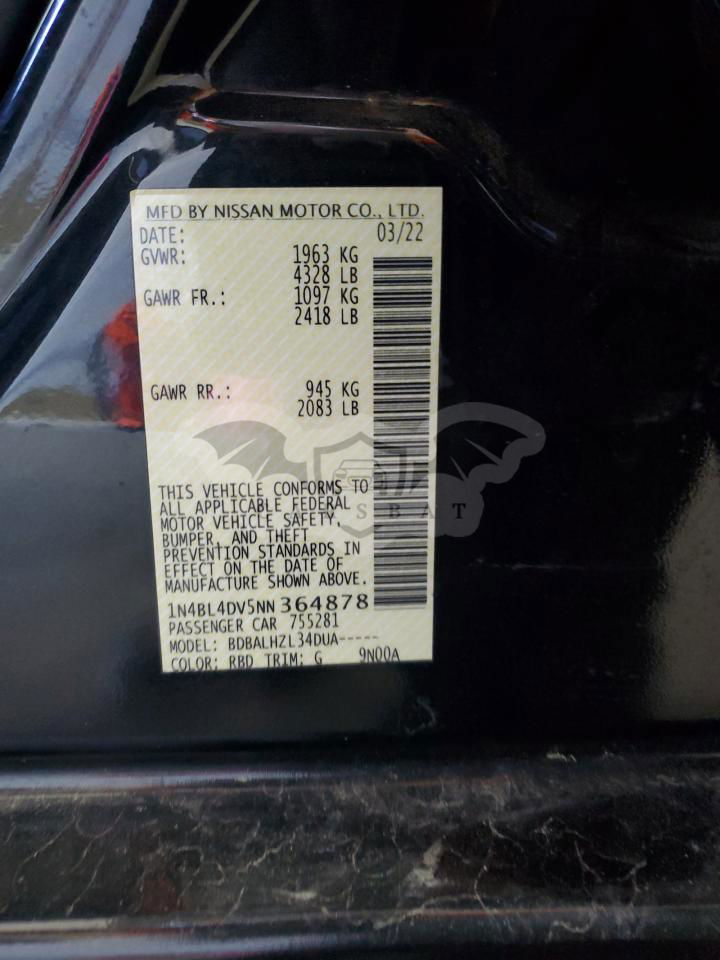 MFD BY NISSAN MOTOR CO., LTD.
DATE: 03/22
GVWR: 1963 KG
4328 LB
GAWR FR.: 1097 KG
2418 LB
GAWR RR.: 945 KG
2083 LB
THIS VEHICLE CONFORMS TO
ALL APPLICABLE FEDERAL
MOTOR VEHICLE SAFETY,
BUMPER, AND THEFT
PREVENTION STANDARDS IN
EFFECT ON THE DATE OF
MANUFACTURE SHOWN ABOVE.
1N4BL4DV5NN364878
PASSENGER CAR 755281
MODEL: BDBALHZL34DUA-----
COLOR: RBD TRIM: G 9N00A